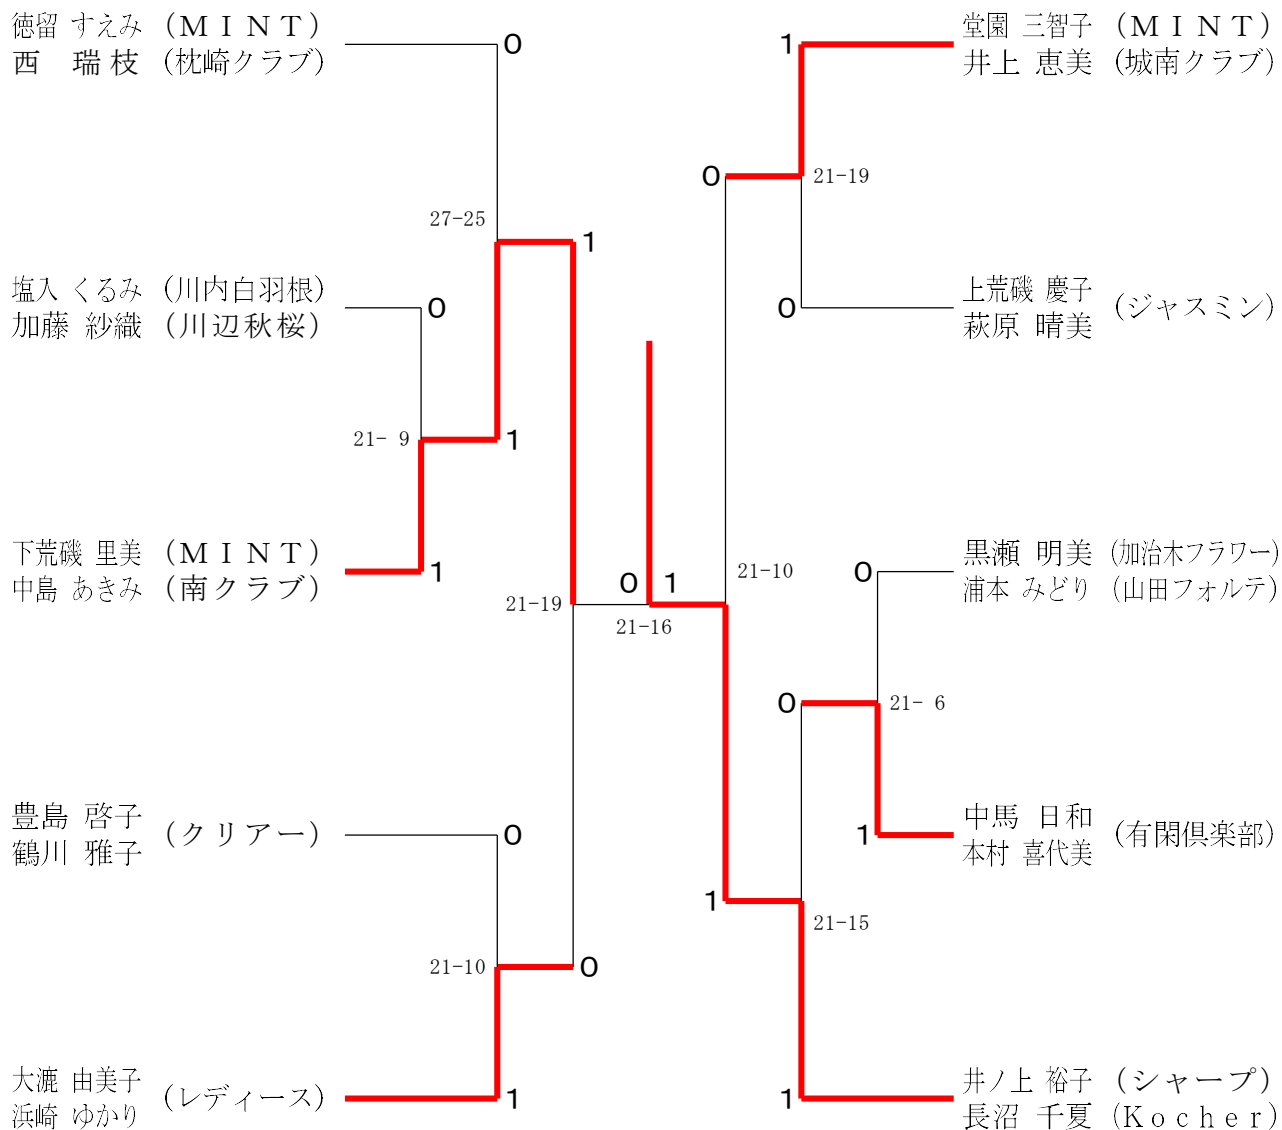 徳留 すえみ （ＭＩＮＴ）
西　瑞枝 （枕崎クラブ）
0
27-25
1
塩入 くるみ （川内白羽根）
加藤 紗織 （川辺秋桜）
0
21- 9
1
下荒磯 里美 （ＭＩＮＴ）
中島 あきみ （南クラブ）
1
21-19
豊島 啓子
鶴川 雅子
（クリアー）
0
21-10
0
大漉 由美子
浜崎 ゆかり
（レディース）
1
0 1
21-16
堂園 三智子 （ＭＩＮＴ）
井上 恵美 （城南クラブ）
1
0
21-19
上荒磯 慶子
萩原 晴美
（ジャスミン）
0
21-10
黒瀬 明美 （加治木フラワー）
浦本 みどり （山田フォルテ）
0
0
21- 6
中馬 日和
本村 喜代美
（有閑倶楽部）
1
1
21-15
井ノ上 裕子 （シャープ）
長沼 千夏 （Ｋｏｃｈｅｒ）
1